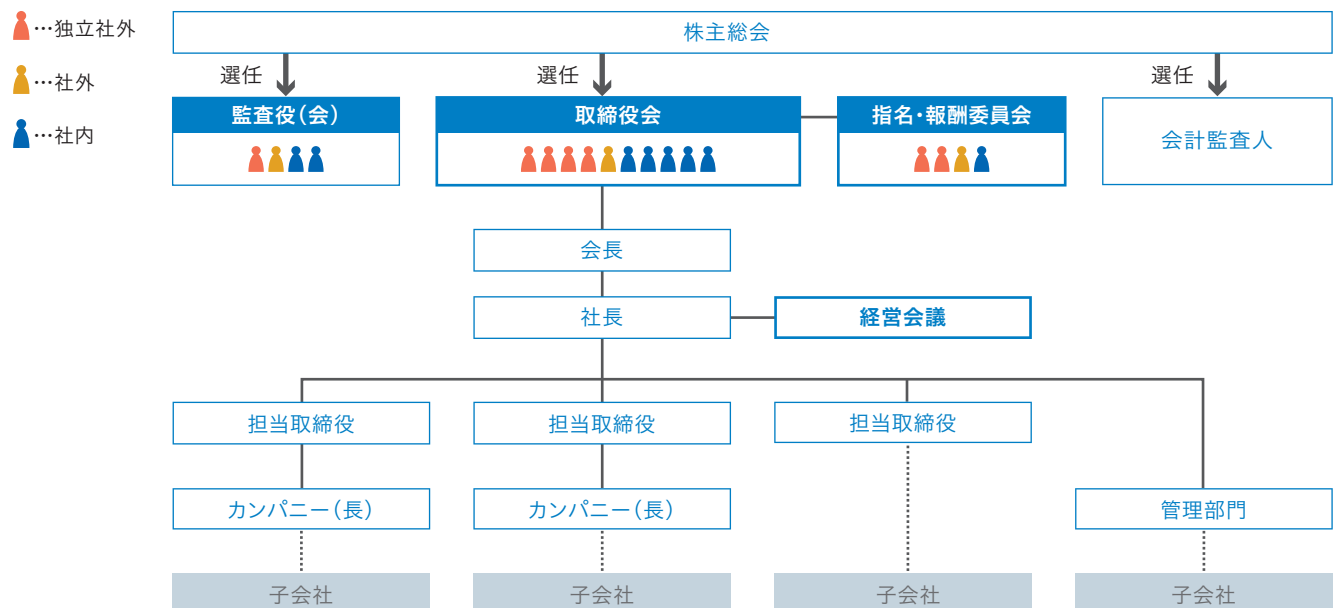 …独立社外
…社外
…社内
株主総会
選任
選任
選任
監査役(会)
取締役会
指名・報酬委員会
会計監査人
会長
社長
経営会議
担当取締役
担当取締役
担当取締役
カンパニー(長)
カンパニー(長)
管理部門
子会社
子会社
子会社
子会社